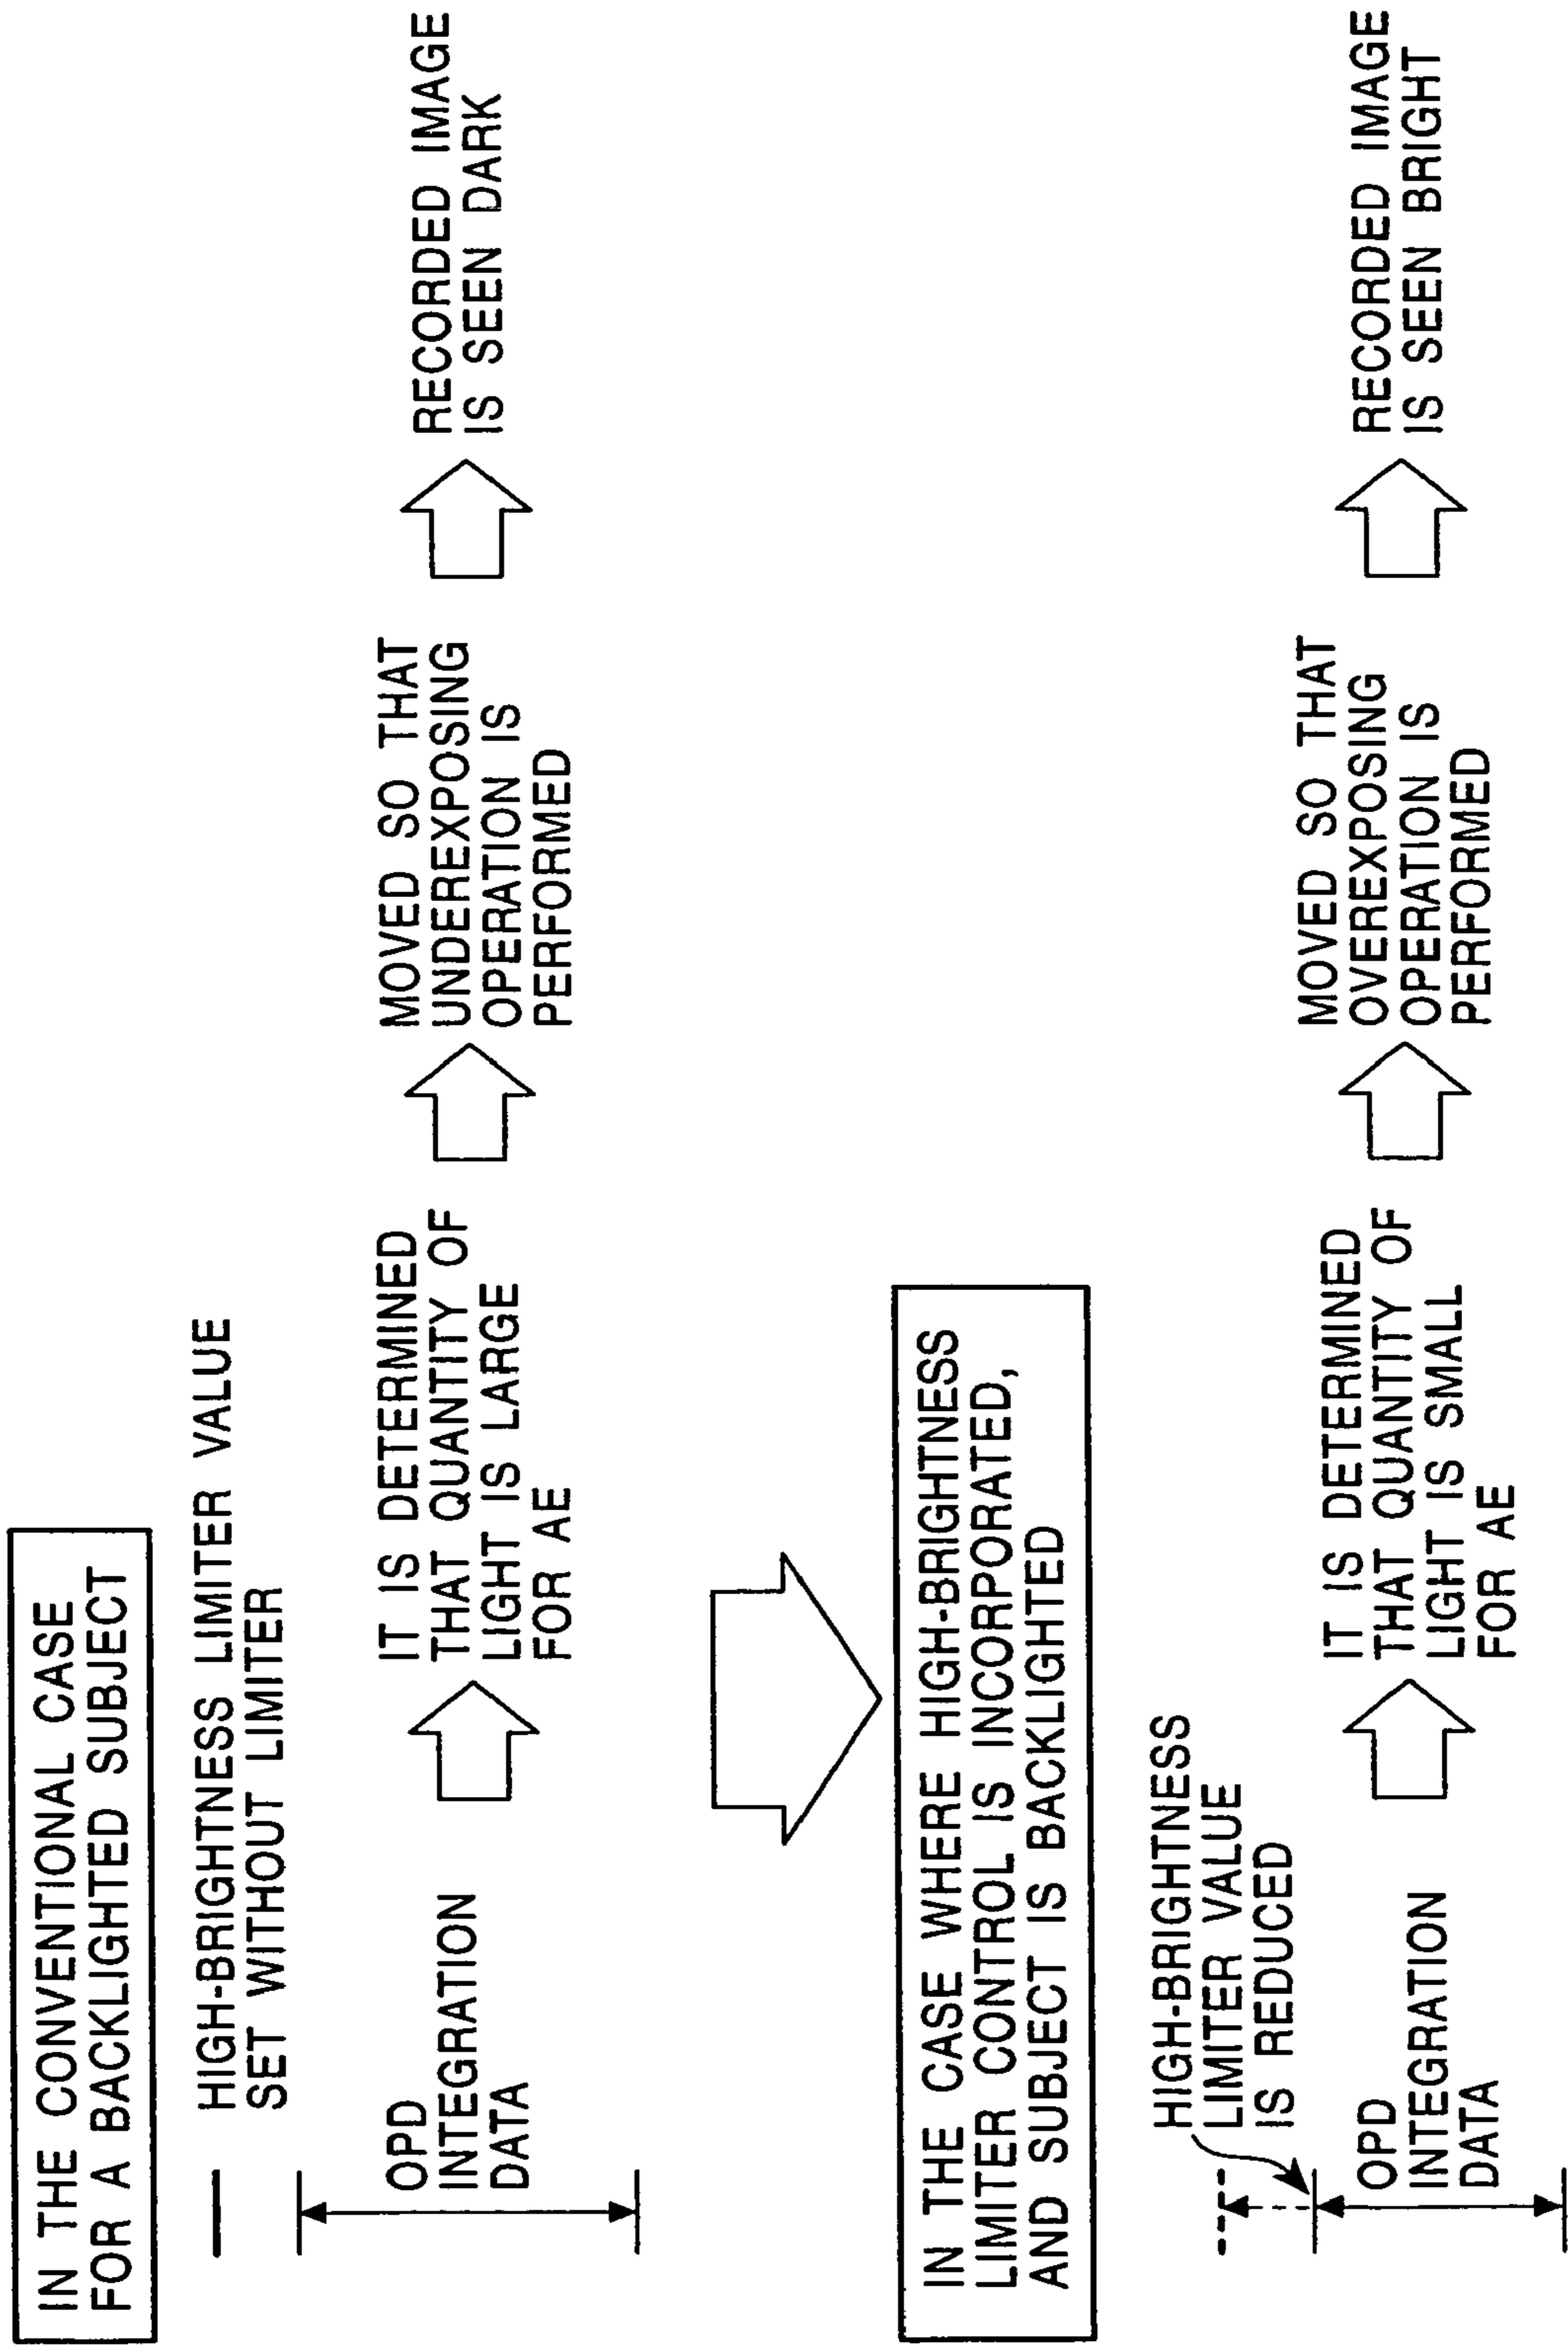 IN THE CONVENTIONAL CASE
FOR A BACKLIGHTED SUBJECT
HIGH-BRIGHTNESS LIMITER VALUE
SET WITHOUT LIMITER
OPD
INTEGRATION
DATA
IT IS DETERMINED
THAT QUANTITY OF
LIGHT IS LARGE
FOR AE
MOVED SO THAT
UNDEREXPOSING
OPERATION IS
PERFORMED
RECORDED IMAGE
IS SEEN DARK
IN THE CASE WHERE HIGH-BRIGHTNESS
LIMITER CONTROL IS INCORPORATED,
AND SUBJECT IS BACKLIGHTED
HIGH-BRIGHTNESS
LIMITER VALUE
IS REDUCED
OPD
INTEGRATION
DATA
IT IS DETERMINED
THAT QUANTITY OF
LIGHT IS SMALL
FOR AE
MOVED SO THAT
OVEREXPOSING
OPERATION IS
PERFORMED
RECORDED IMAGE
IS SEEN BRIGHT